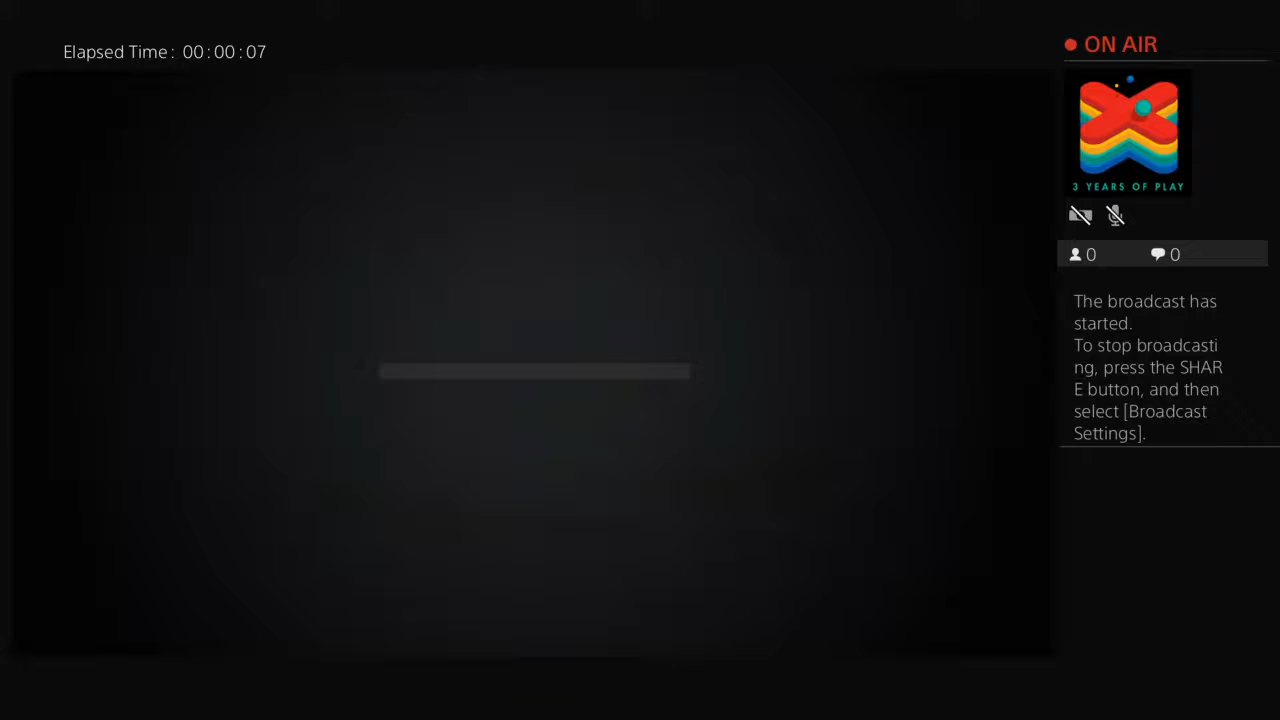 Elapsed Time: 00:00:07
ON AIR
3 YEARS OF PLAY
0 0
The broadcast has
started.
To stop broadcasti
ng, press the SHAR
E button, and then
select [Broadcast
Settings].